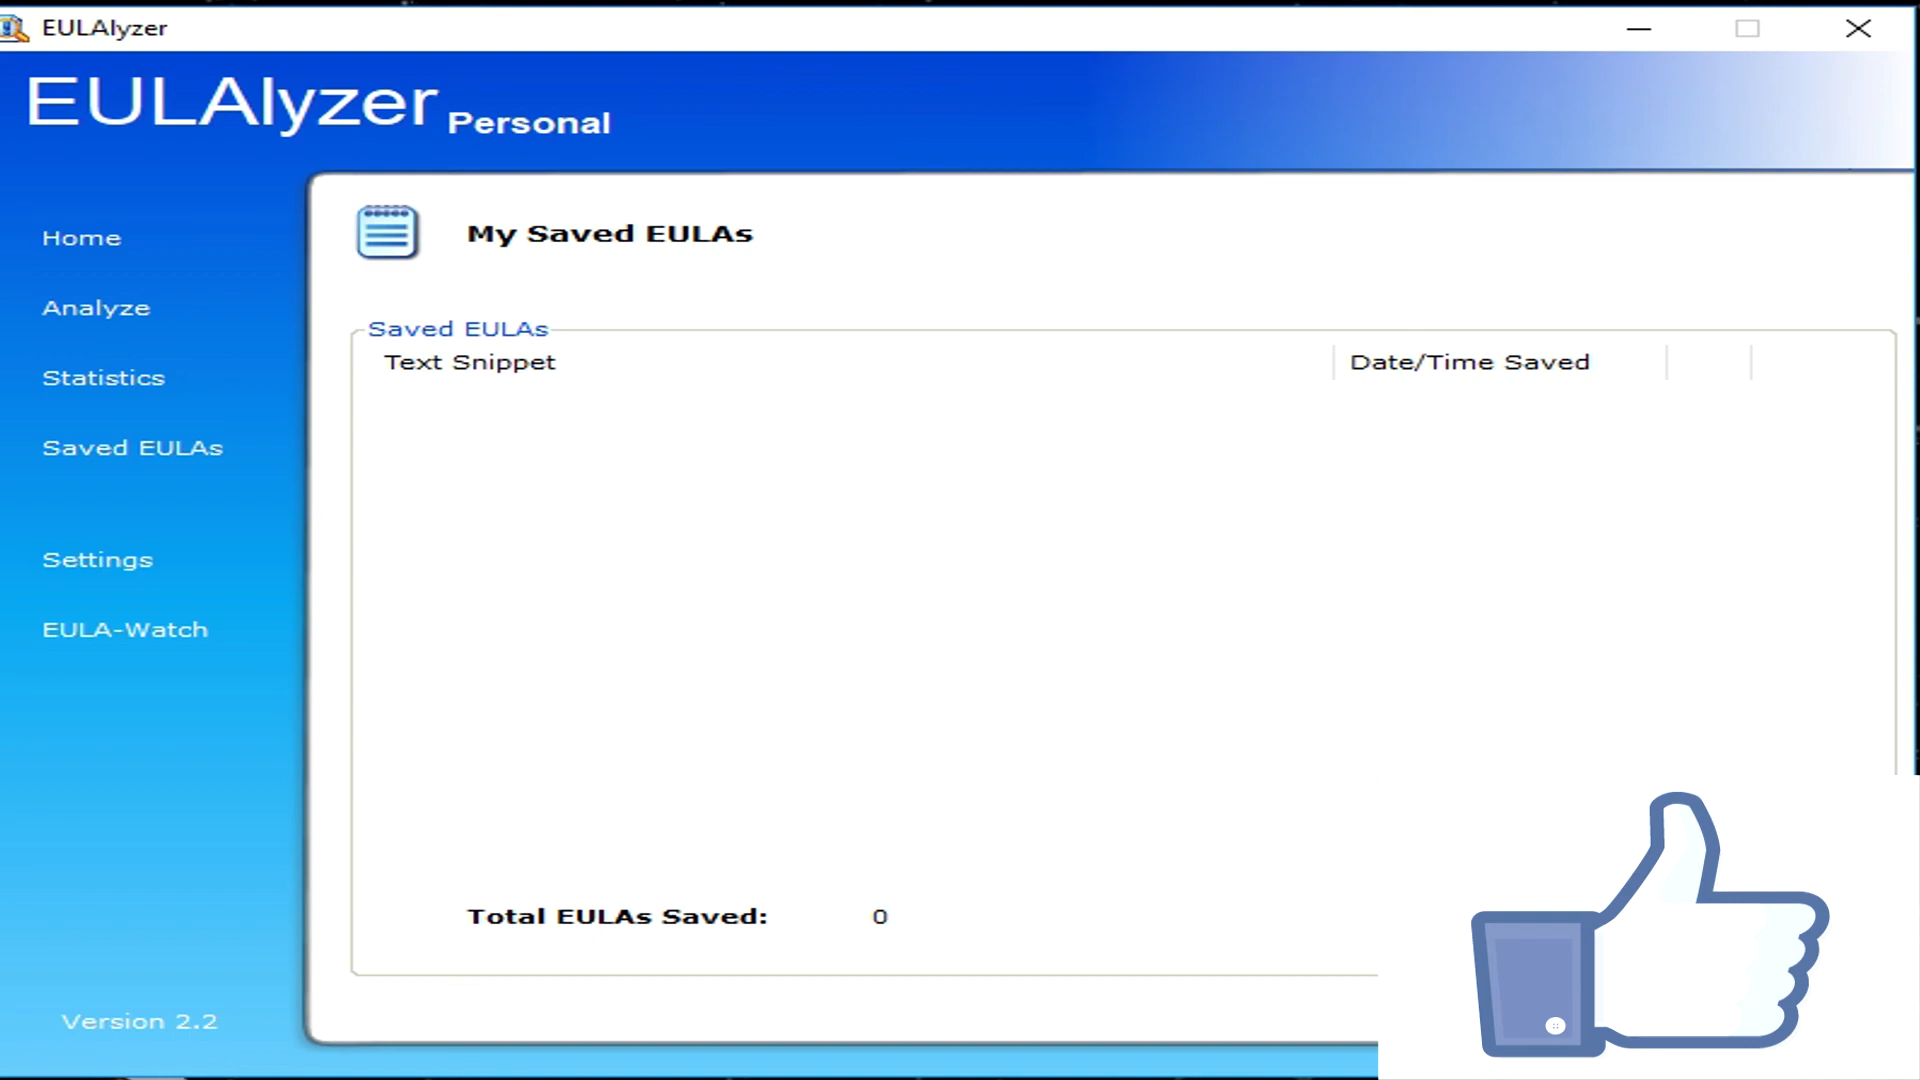 EULAlyzer
EULAlyzer Personal
Home
Analyze
Statistics
Saved EULAs
Settings
EULA-Watch
Version 2.2
My Saved EULAs
Saved EULAs
Text Snippet
Date/Time Saved
Total EULAs Saved: 0